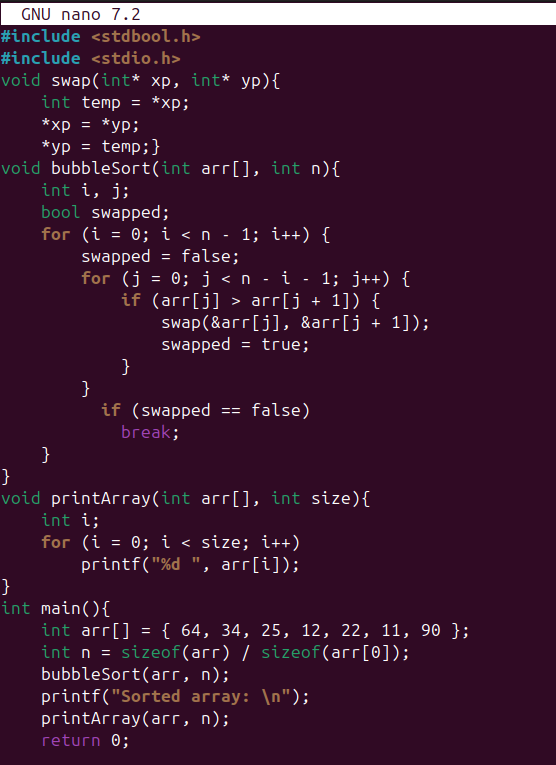 GNU nano 7.2
#include <stdbool.h>
#include <stdio.h>
void swap(int* xp, int* yp){
    int temp = *xp;
    *xp = *yp;
    *yp = temp;}
void bubbleSort(int arr[], int n){
    int i, j;
    bool swapped;
    for (i = 0; i < n - 1; i++) {
        swapped = false;
        for (j = 0; j < n - i - 1; j++) {
            if (arr[j] > arr[j + 1]) {
                swap(&arr[j], &arr[j + 1]);
                swapped = true;
            }
        }
          if (swapped == false)
            break;
    }
}
void printArray(int arr[], int size){
    int i;
    for (i = 0; i < size; i++)
        printf("%d ", arr[i]);
}
int main(){
    int arr[] = { 64, 34, 25, 12, 22, 11, 90 };
    int n = sizeof(arr) / sizeof(arr[0]);
    bubbleSort(arr, n);
    printf("Sorted array: \n");
    printArray(arr, n);
    return 0;